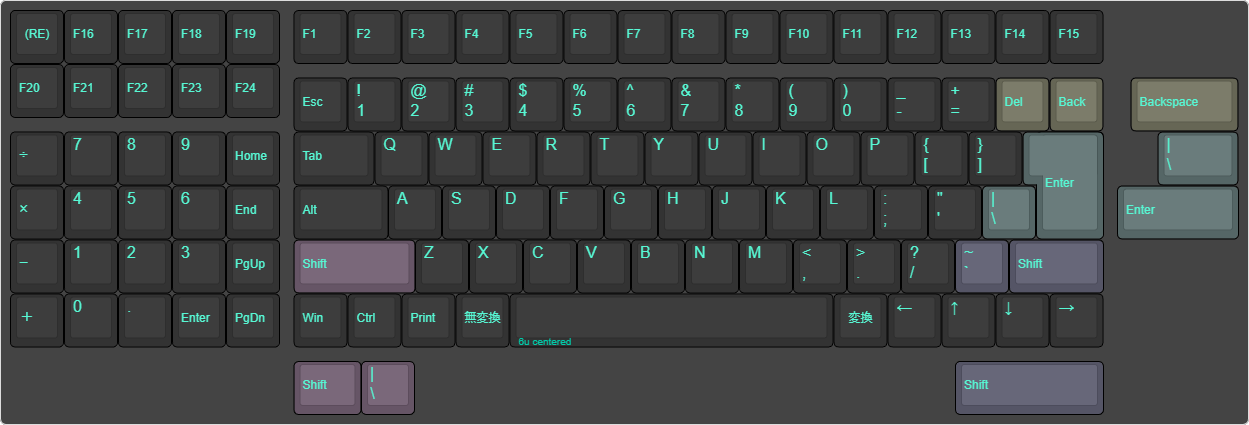 (RE) F16 F17 F18 F19 F1 F2 F3 F4 F5 F6 F7 F8 F9 F10 F11 F12 F13 F14 F15
F20 F21 F22 F23 F24
Esc ! @ # $ % ^ & * ( ) _ + Del Back Backspace
1 2 3 4 5 6 7 8 9 0 - =
÷ 7 8 9 Home Tab Q W E R T Y U I O P { } |
[ ] \
Enter
× 4 5 6 End Alt A S D F G H J K L : " | Enter
; ' \
− 1 2 3 PgUp Shift Z X C V B N M < > ? ~ Shift
, . / `
+ 0 . Enter PgDn Win Ctrl Print 無変換 変換 ← ↑ ↓ →
6u centered
Shift | Shift
\